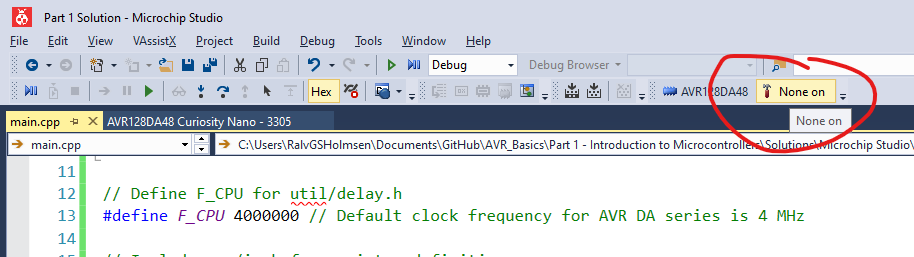 Part 1 Solution - Microchip Studio
File Edit View VAssistX Project Build Debug Tools Microchip Window Help
Debug Debug Browser
Hex AVR128DA48 None on
main.cpp AVR128DA48 Curiosity Nano - 3305
None on
main.cpp C:\Users\RalvGSHolmsen\Documents\GitHub\AVR_Basics\Part 1 - Introduction to Microcontrollers\Solutions\Microchip Studio\
11
12 // Define F_CPU for util/delay.h
13 #define F_CPU 4000000 // Default clock frequency for AVR DA series is 4 MHz
14